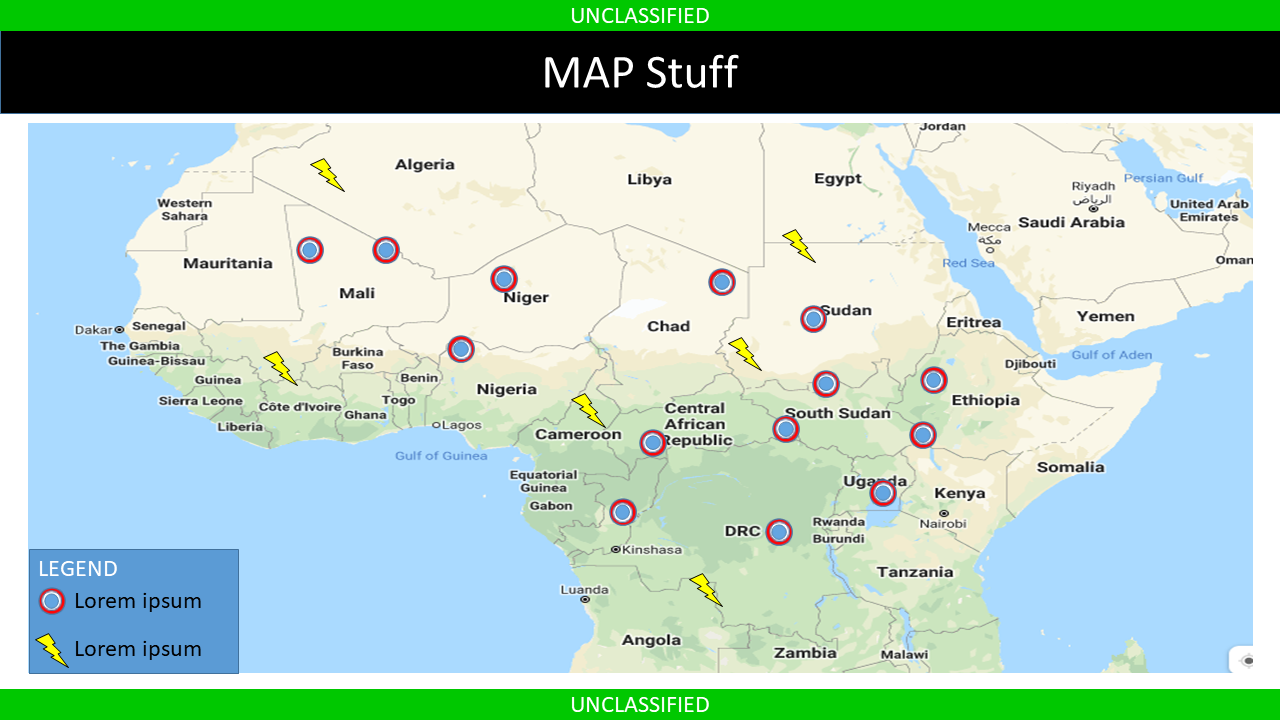 UNCLASSIFIED
MAP Stuff
Jordan
Algeria
Libya
Egypt
Persian Gulf
Riyadh
الرياض
Western
Sahara
United Arab
Emirates
Saudi Arabia
Mecca
مكة
Mauritania
Red Sea
Oman
Mali
Niger
Sudan
Chad
Yemen
Eritrea
Dakar
Senegal
The Gambia
Guinea-Bissau
Burkina
Faso
Gulf of Aden
Djibouti
Guinea
Benin
Nigeria
Togo
Sierra Leone
Côte d'Ivoire
Ghana
Ethiopia
Central
African
Republic
South Sudan
Liberia
Lagos
Cameroon
Gulf of Guinea
Somalia
Equatorial
Guinea
Uganda
Kenya
Gabon
Nairobi
DRC
Rwanda
Burundi
Kinshasa
Tanzania
Luanda
Angola
Zambia
Malawi
LEGEND
Lorem ipsum
Lorem ipsum
UNCLASSIFIED